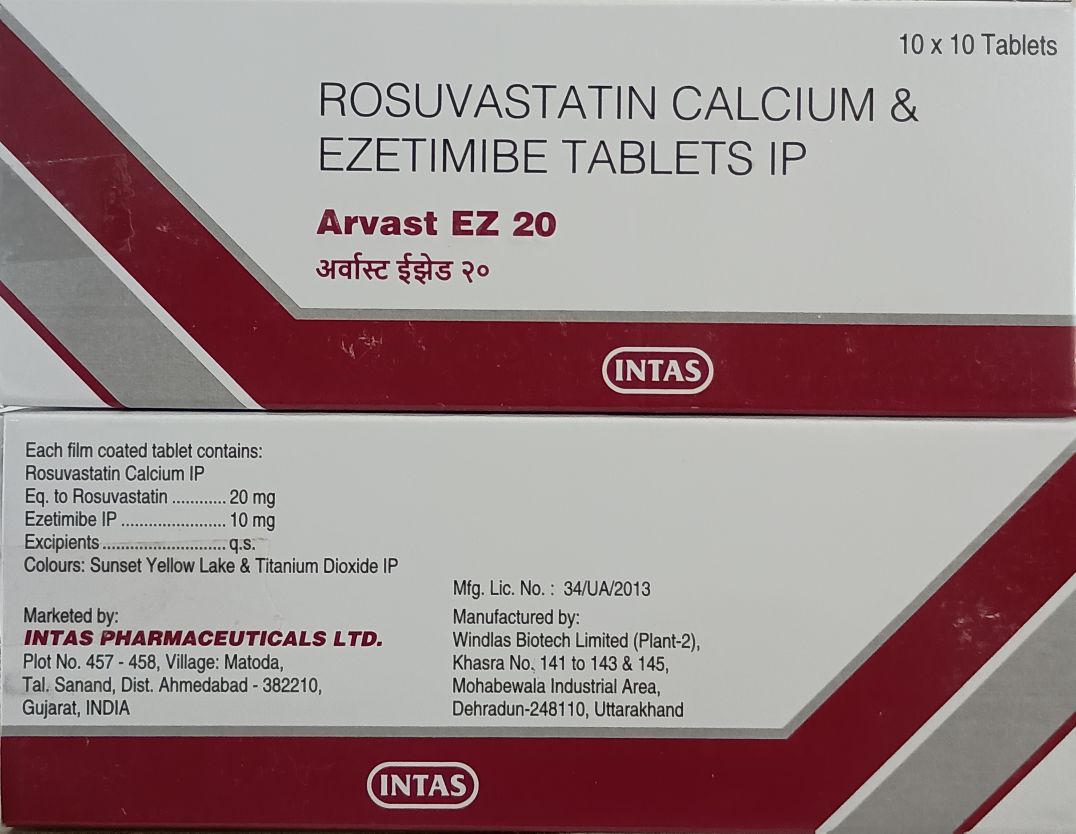 10 x 10 Tablets
ROSUVASTATIN CALCIUM &
EZETIMIBE TABLETS IP
Arvast EZ 20
अर्वास्ट ईझेड २०
INTAS
Each film coated tablet contains:
Rosuvastatin Calcium IP
Eq. to Rosuvastatin ............ 20 mg
Ezetimibe IP ....................... 10 mg
Excipients ........................... q.s.
Colours: Sunset Yellow Lake & Titanium Dioxide IP
Marketed by:
INTAS PHARMACEUTICALS LTD.
Plot No. 457 - 458, Village: Matoda,
Tal. Sanand, Dist. Ahmedabad - 382210,
Gujarat, INDIA
Mfg. Lic. No. : 34/UA/2013
Manufactured by:
Windlas Biotech Limited (Plant-2),
Khasra No. 141 to 143 & 145,
Mohabewala Industrial Area,
Dehradun-248110, Uttarakhand
INTAS